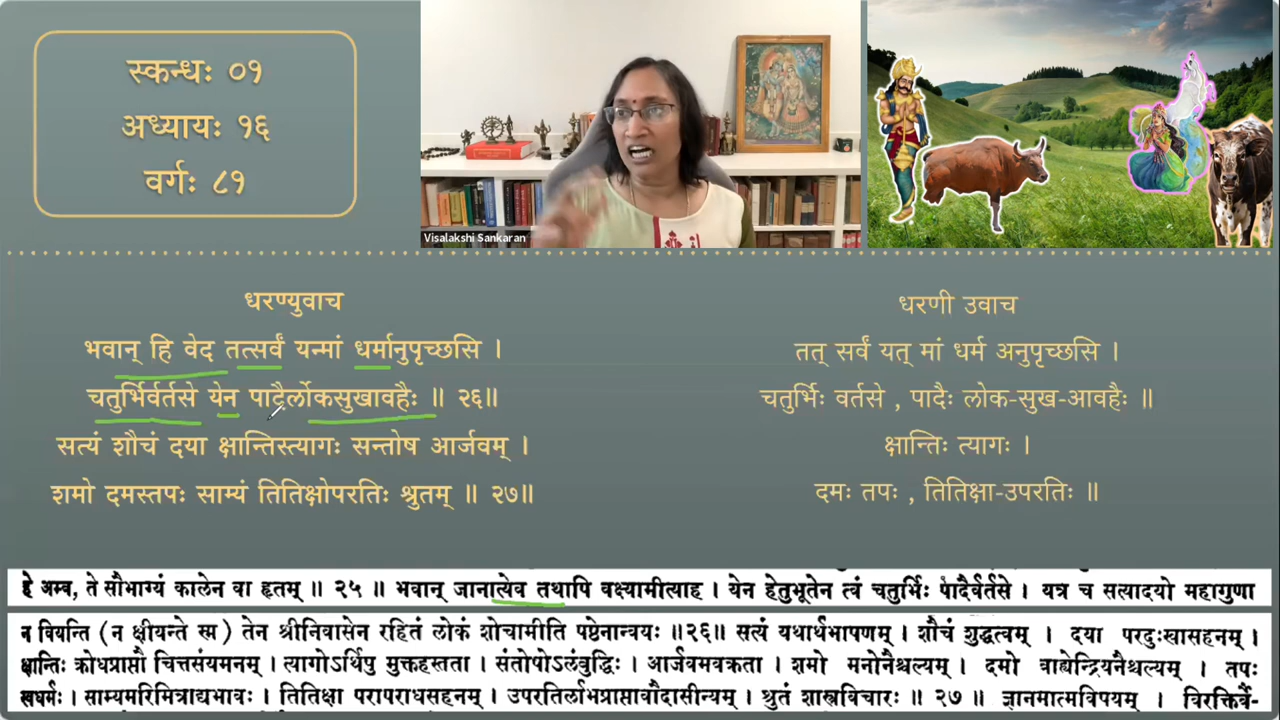 स्कन्धः ०१
अध्यायः १६
वर्गः ८१
Visalakshi Sankaran
धरण्युवाच
भवान् हि वेद तत्सर्वं यन्मां धर्मानुपृच्छसि ।
चतुर्भिर्वर्तसे येन पादैर्लोकसुखावहैः ॥ २६॥
सत्यं शौचं दया क्षान्तिस्त्यागः सन्तोष आर्जवम् ।
शमो दमस्तपः साम्यं तितिक्षोपरतिः श्रुतम् ॥ २७॥
धरणी उवाच
तत् सर्वं यत् मां धर्म अनुपृच्छसि ।
चतुर्भिः वर्तसे , पादैः लोक-सुख-आवहैः ॥
क्षान्तिः त्यागः ।
दमः तपः , तितिक्षा-उपरतिः ॥
हे अम्ब, ते सौभाग्यं कालेन वा हृतम् ॥ २५ ॥ भवान् जानात्येव तथापि वक्ष्यामीत्याह । येन हेतुभूतेन त्वं चतुर्भिः पादैर्वर्तसे । यत्र च सत्यादयो महागुणा
न वियन्ति (न क्षीयन्ते स्म) तेन श्रीनिवासेन रहितं लोकं शोचामीति षष्ठेनान्वयः ॥२६॥ सत्यं यथार्थभाषणम् । शौचं शुद्धत्वम् । दया परदुःखासहनम् ।
क्षान्तिः क्रोधप्राप्तौ चित्तसंयमनम् । त्यागोऽर्थिषु मुक्तहस्तता । संतोषोऽलंबुद्धिः । आर्जवमवक्रता । शमो मनोनैश्चल्यम् । दमो बाह्येन्द्रियनैश्चल्यम् । तपः
स्वधर्मः । साम्यमरिमित्राद्यभावः । तितिक्षा परापराधसहनम् । उपरतिर्लाभप्राप्तावौदासीन्यम् । श्रुतं शास्त्रविचारः ॥ २७ ॥ ज्ञानमात्मविषयम् । विरक्तिर्वै-